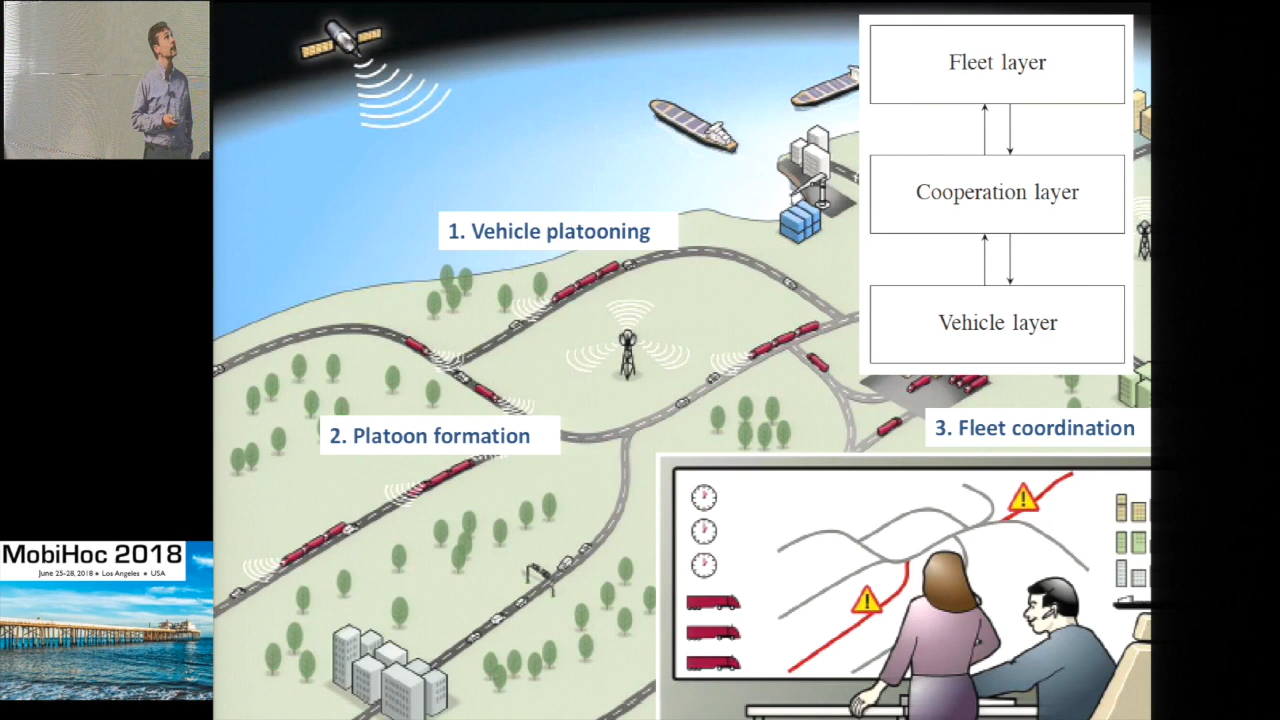 Fleet layer
Cooperation layer
Vehicle layer
1. Vehicle platooning
2. Platoon formation
3. Fleet coordination
!
!
MobiHoc 2018
June 25-28, 2018 • Los Angeles • USA